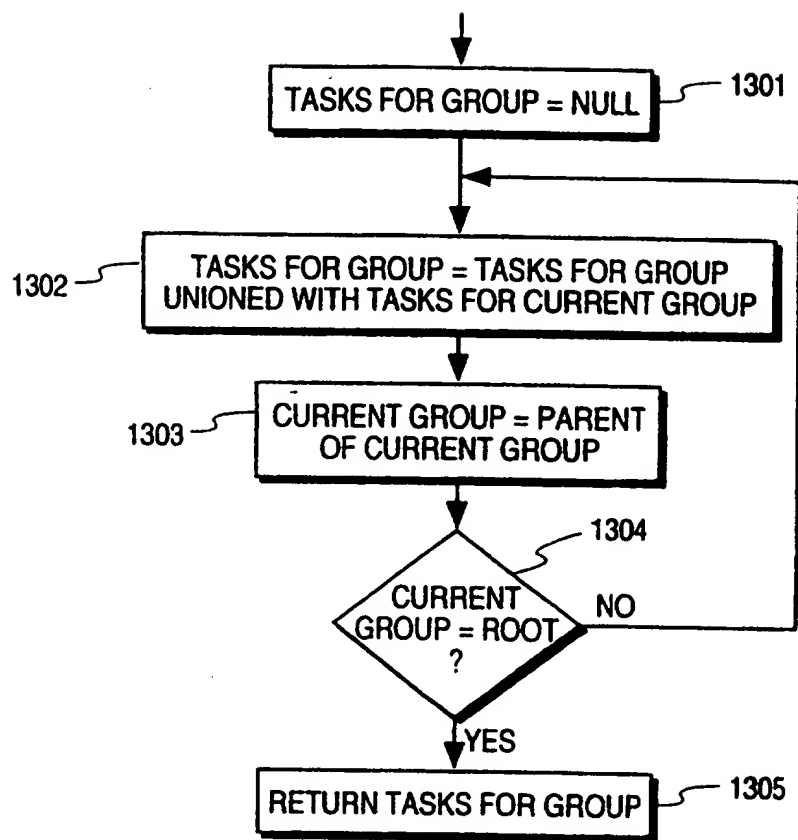 TASKS FOR GROUP = NULL
1301
TASKS FOR GROUP = TASKS FOR GROUP
UNIONED WITH TASKS FOR CURRENT GROUP
1302
CURRENT GROUP = PARENT
OF CURRENT GROUP
1303
1304
CURRENT
GROUP = ROOT
?
NO
YES
RETURN TASKS FOR GROUP
1305